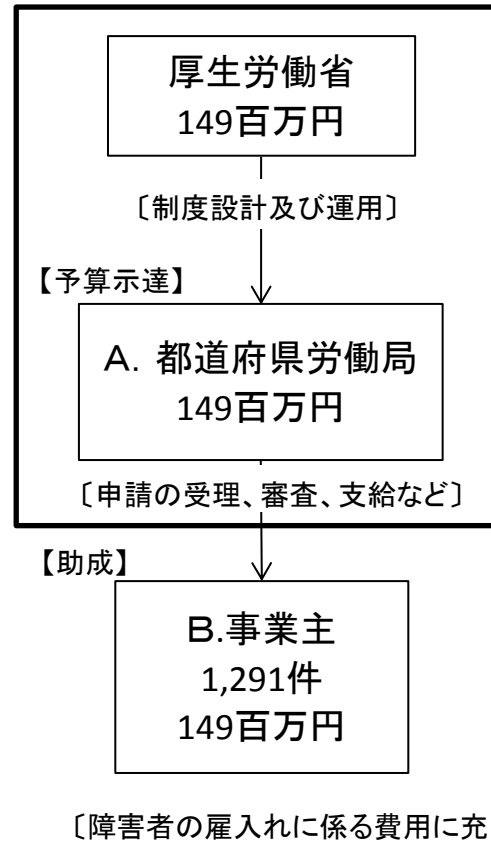 厚生労働省
149百万円
〔制度設計及び運用〕
【予算示達】
Ａ．都道府県労働局
149百万円
〔申請の受理、審査、支給など〕
【助成】
Ｂ.事業主
1,291件
149百万円
〔障害者の雇入れに係る費用に充